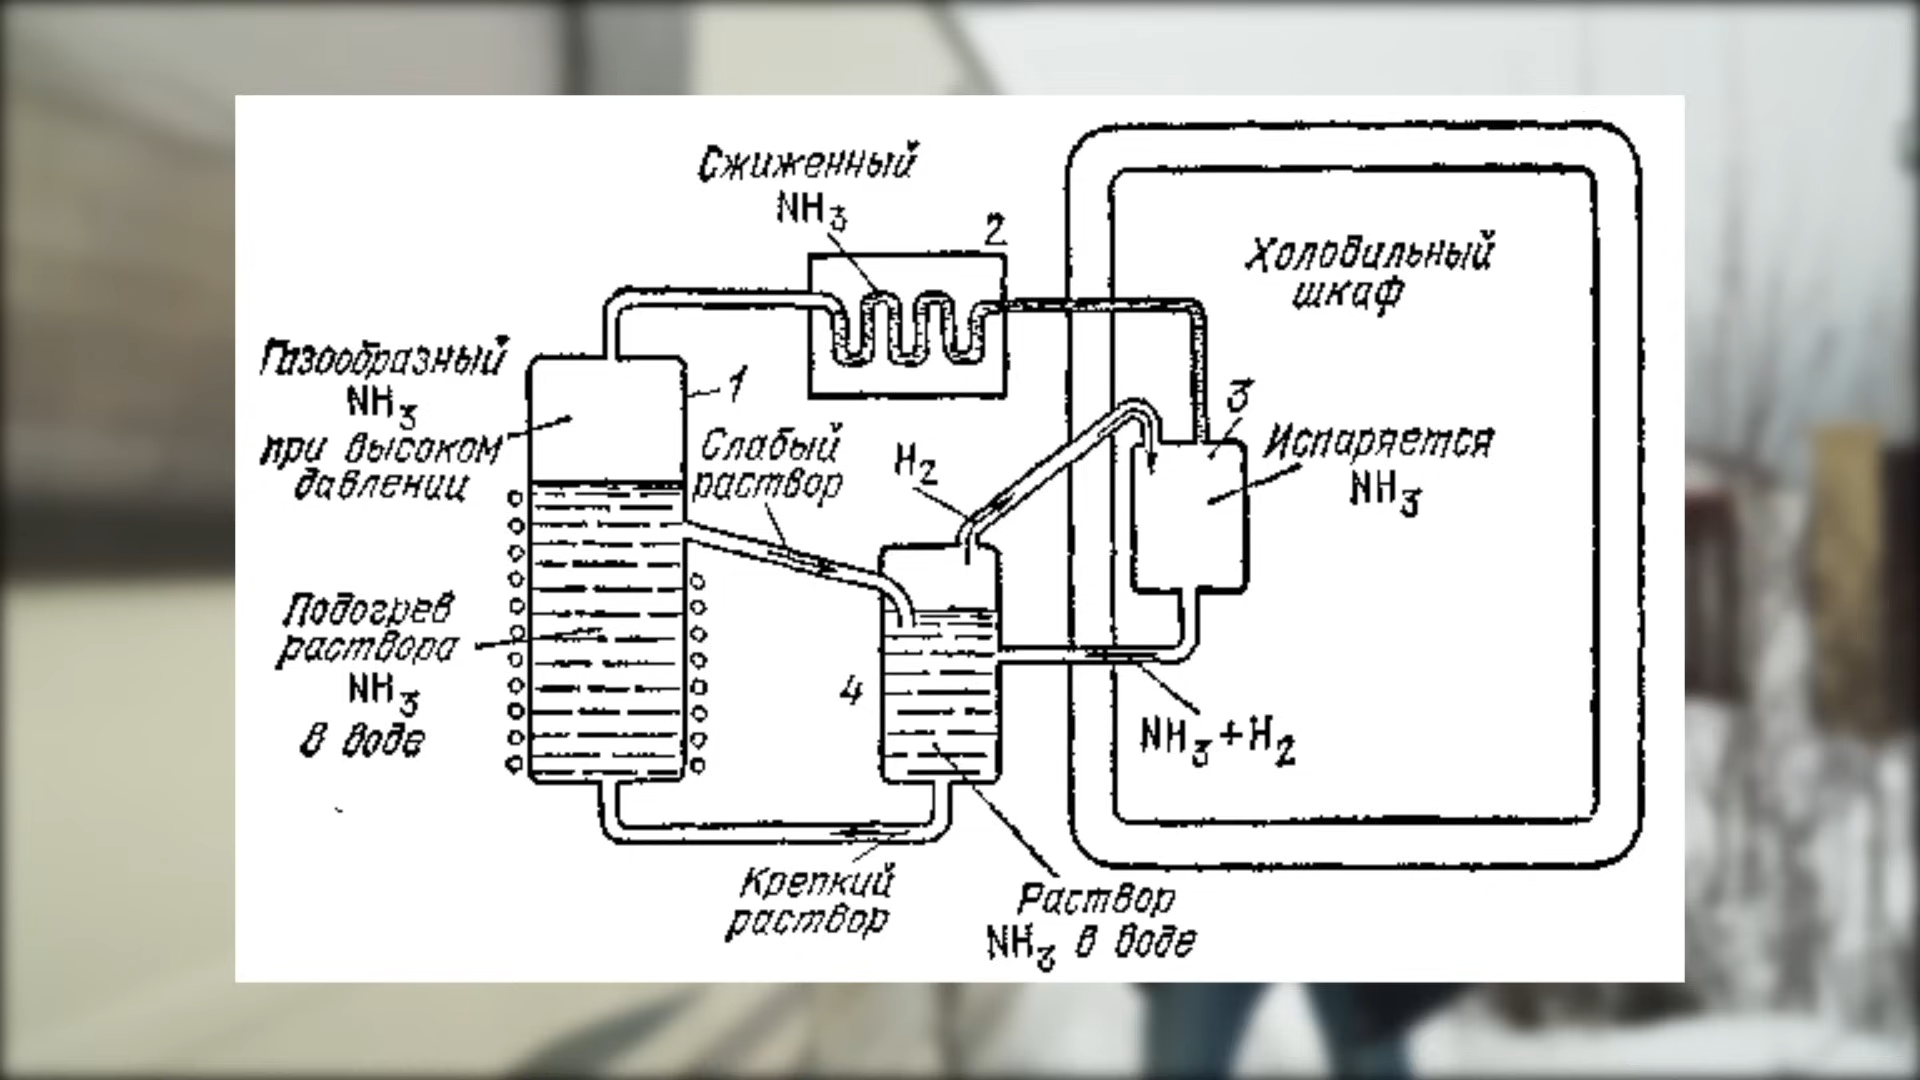 Сжиженный
NH3
2
Холодильный
шкаф
Газообразный
NH3
при высоком
давлении
1
Слабый
раствор
H2
3
Испаряется
NH3
Подогрев
раствора
NH3
в воде
4
NH3+H2
Крепкий
раствор
Раствор
NH3 в воде